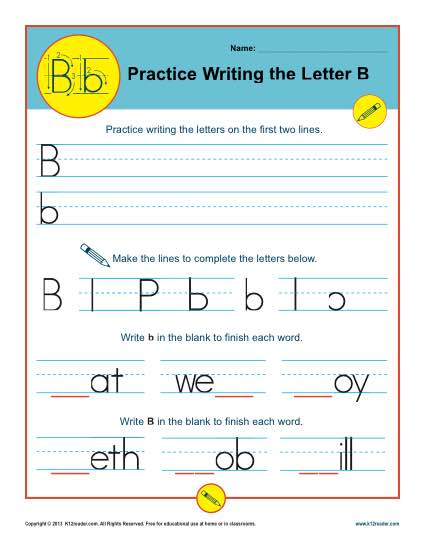 Name:
Bb
Practice Writing the Letter B
Practice writing the letters on the first two lines.
B
b
Make the lines to complete the letters below.
B l P b b l ɔ
Write b in the blank to finish each word.
___at we___ ___oy
Write B in the blank to finish each word.
___eth ___ob ___ill
Copyright © 2013 K12reader.com. All Rights Reserved. Free for educational use at home or in classrooms. www.k12reader.com